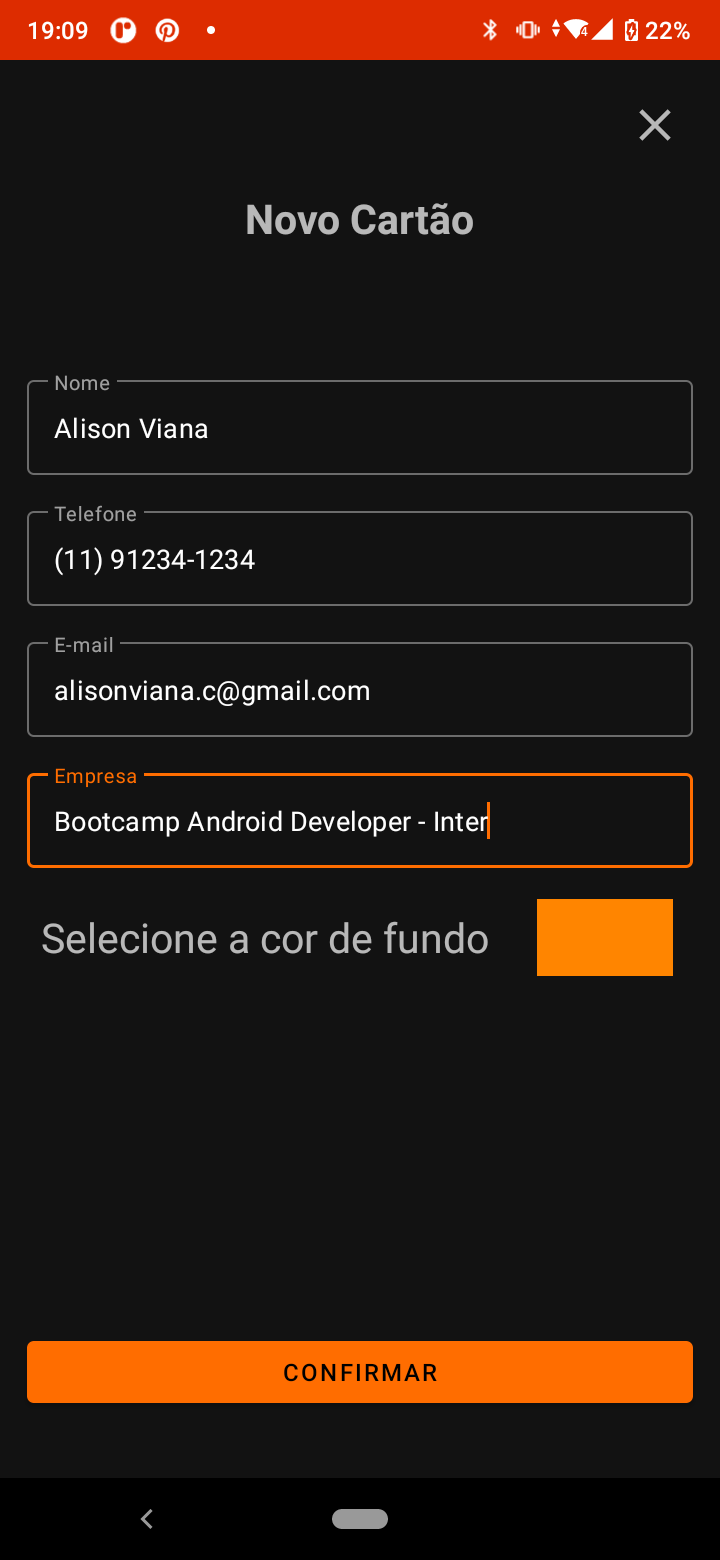 19:09 22%
Novo Cartão
Nome
Alison Viana
Telefone
(11) 91234-1234
E-mail
alisonviana.c@gmail.com
Empresa
Bootcamp Android Developer - Inter
Selecione a cor de fundo
CONFIRMAR